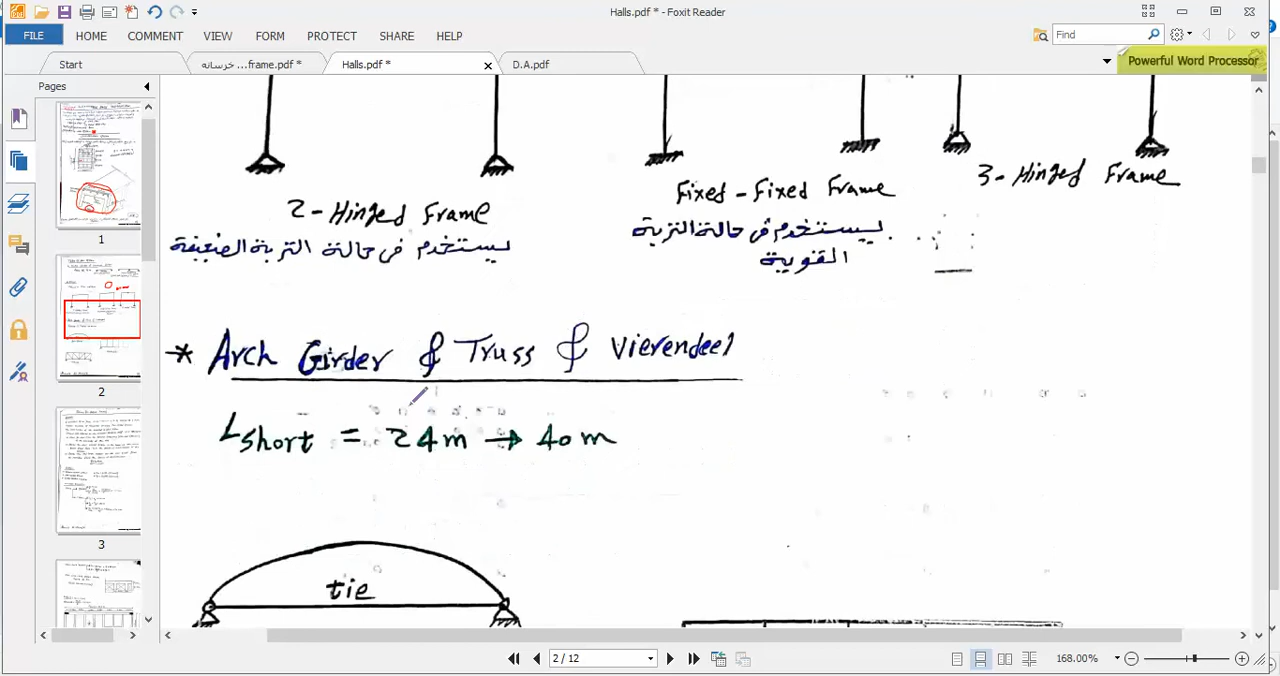 Halls.pdf * - Foxit Reader
FILE HOME COMMENT VIEW FORM PROTECT SHARE HELP
Find
Start
خرسانه ...frame.pdf *
Halls.pdf *
D.A.pdf
Powerful Word Processor
Pages
1
2
3
2-Hinged Frame
يستخدم فى حالة التربة الضعيفة
Fixed-Fixed Frame
يستخدم فى حالة التربة
القوية
3-Hinged Frame
* Arch Girder & Truss & Vierendeel
Lshort = 24m → 40m
tie
2 / 12
168.00%